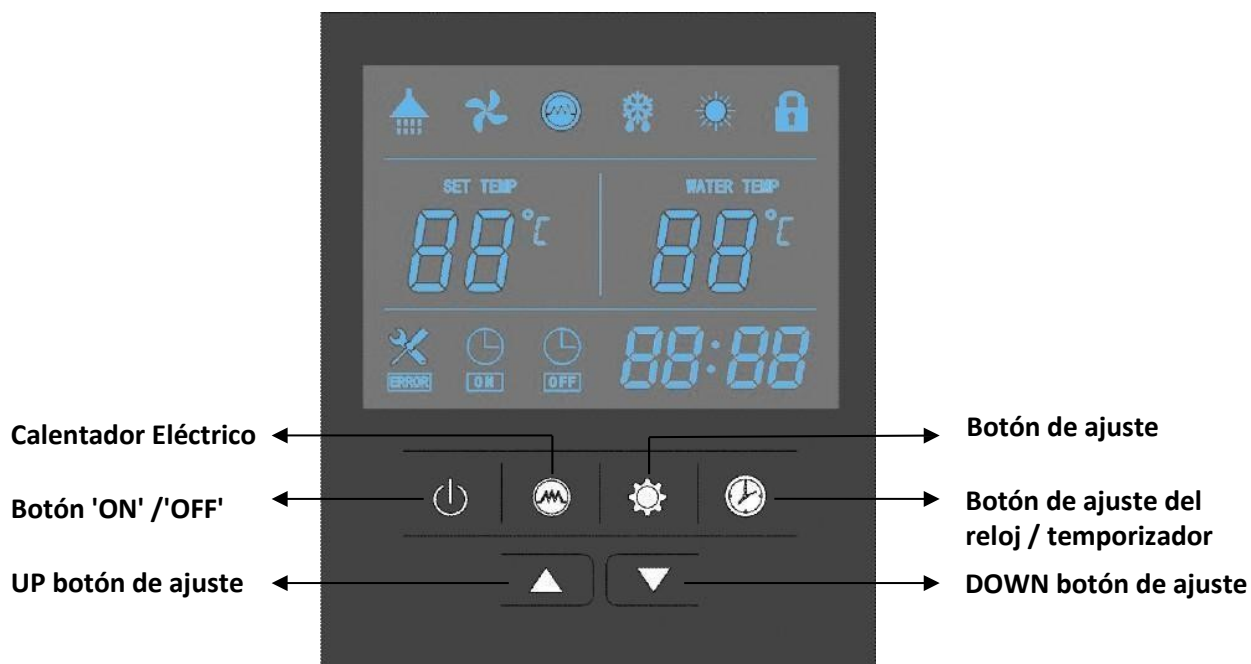 SET TEMP
WATER TEMP
88°C
88°C
ERROR
ON
OFF
88:88
Calentador Eléctrico
Botón de ajuste
Botón 'ON' /'OFF'
Botón de ajuste del
reloj / temporizador
UP botón de ajuste
DOWN botón de ajuste